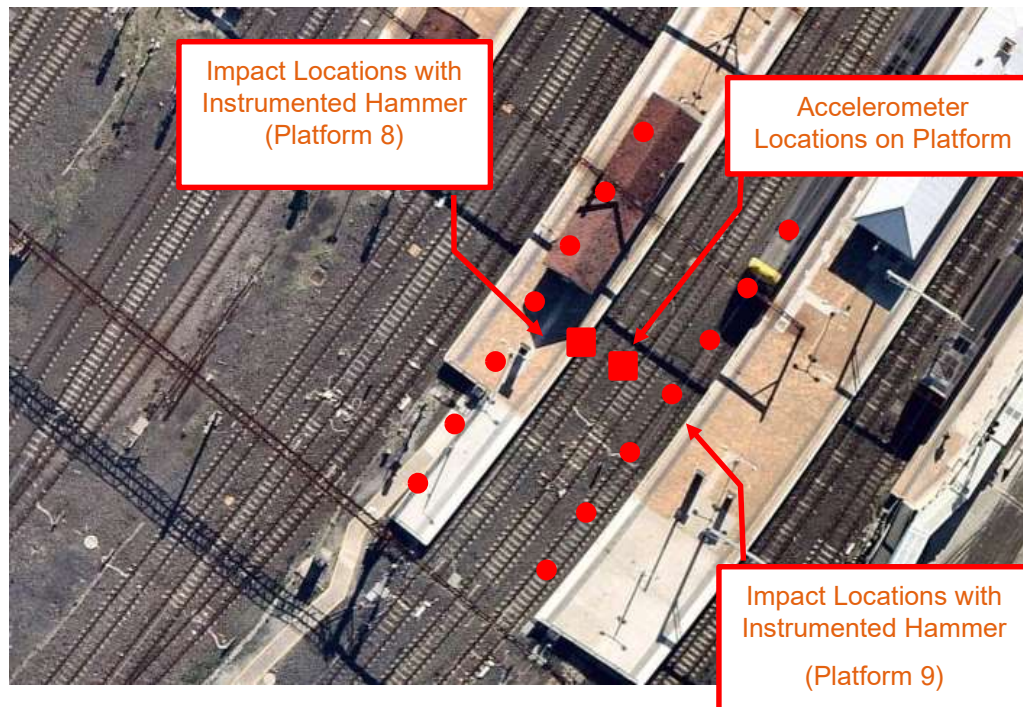 Impact Locations with
Instrumented Hammer
(Platform 8)
Accelerometer
Locations on Platform
Impact Locations with
Instrumented Hammer
(Platform 9)